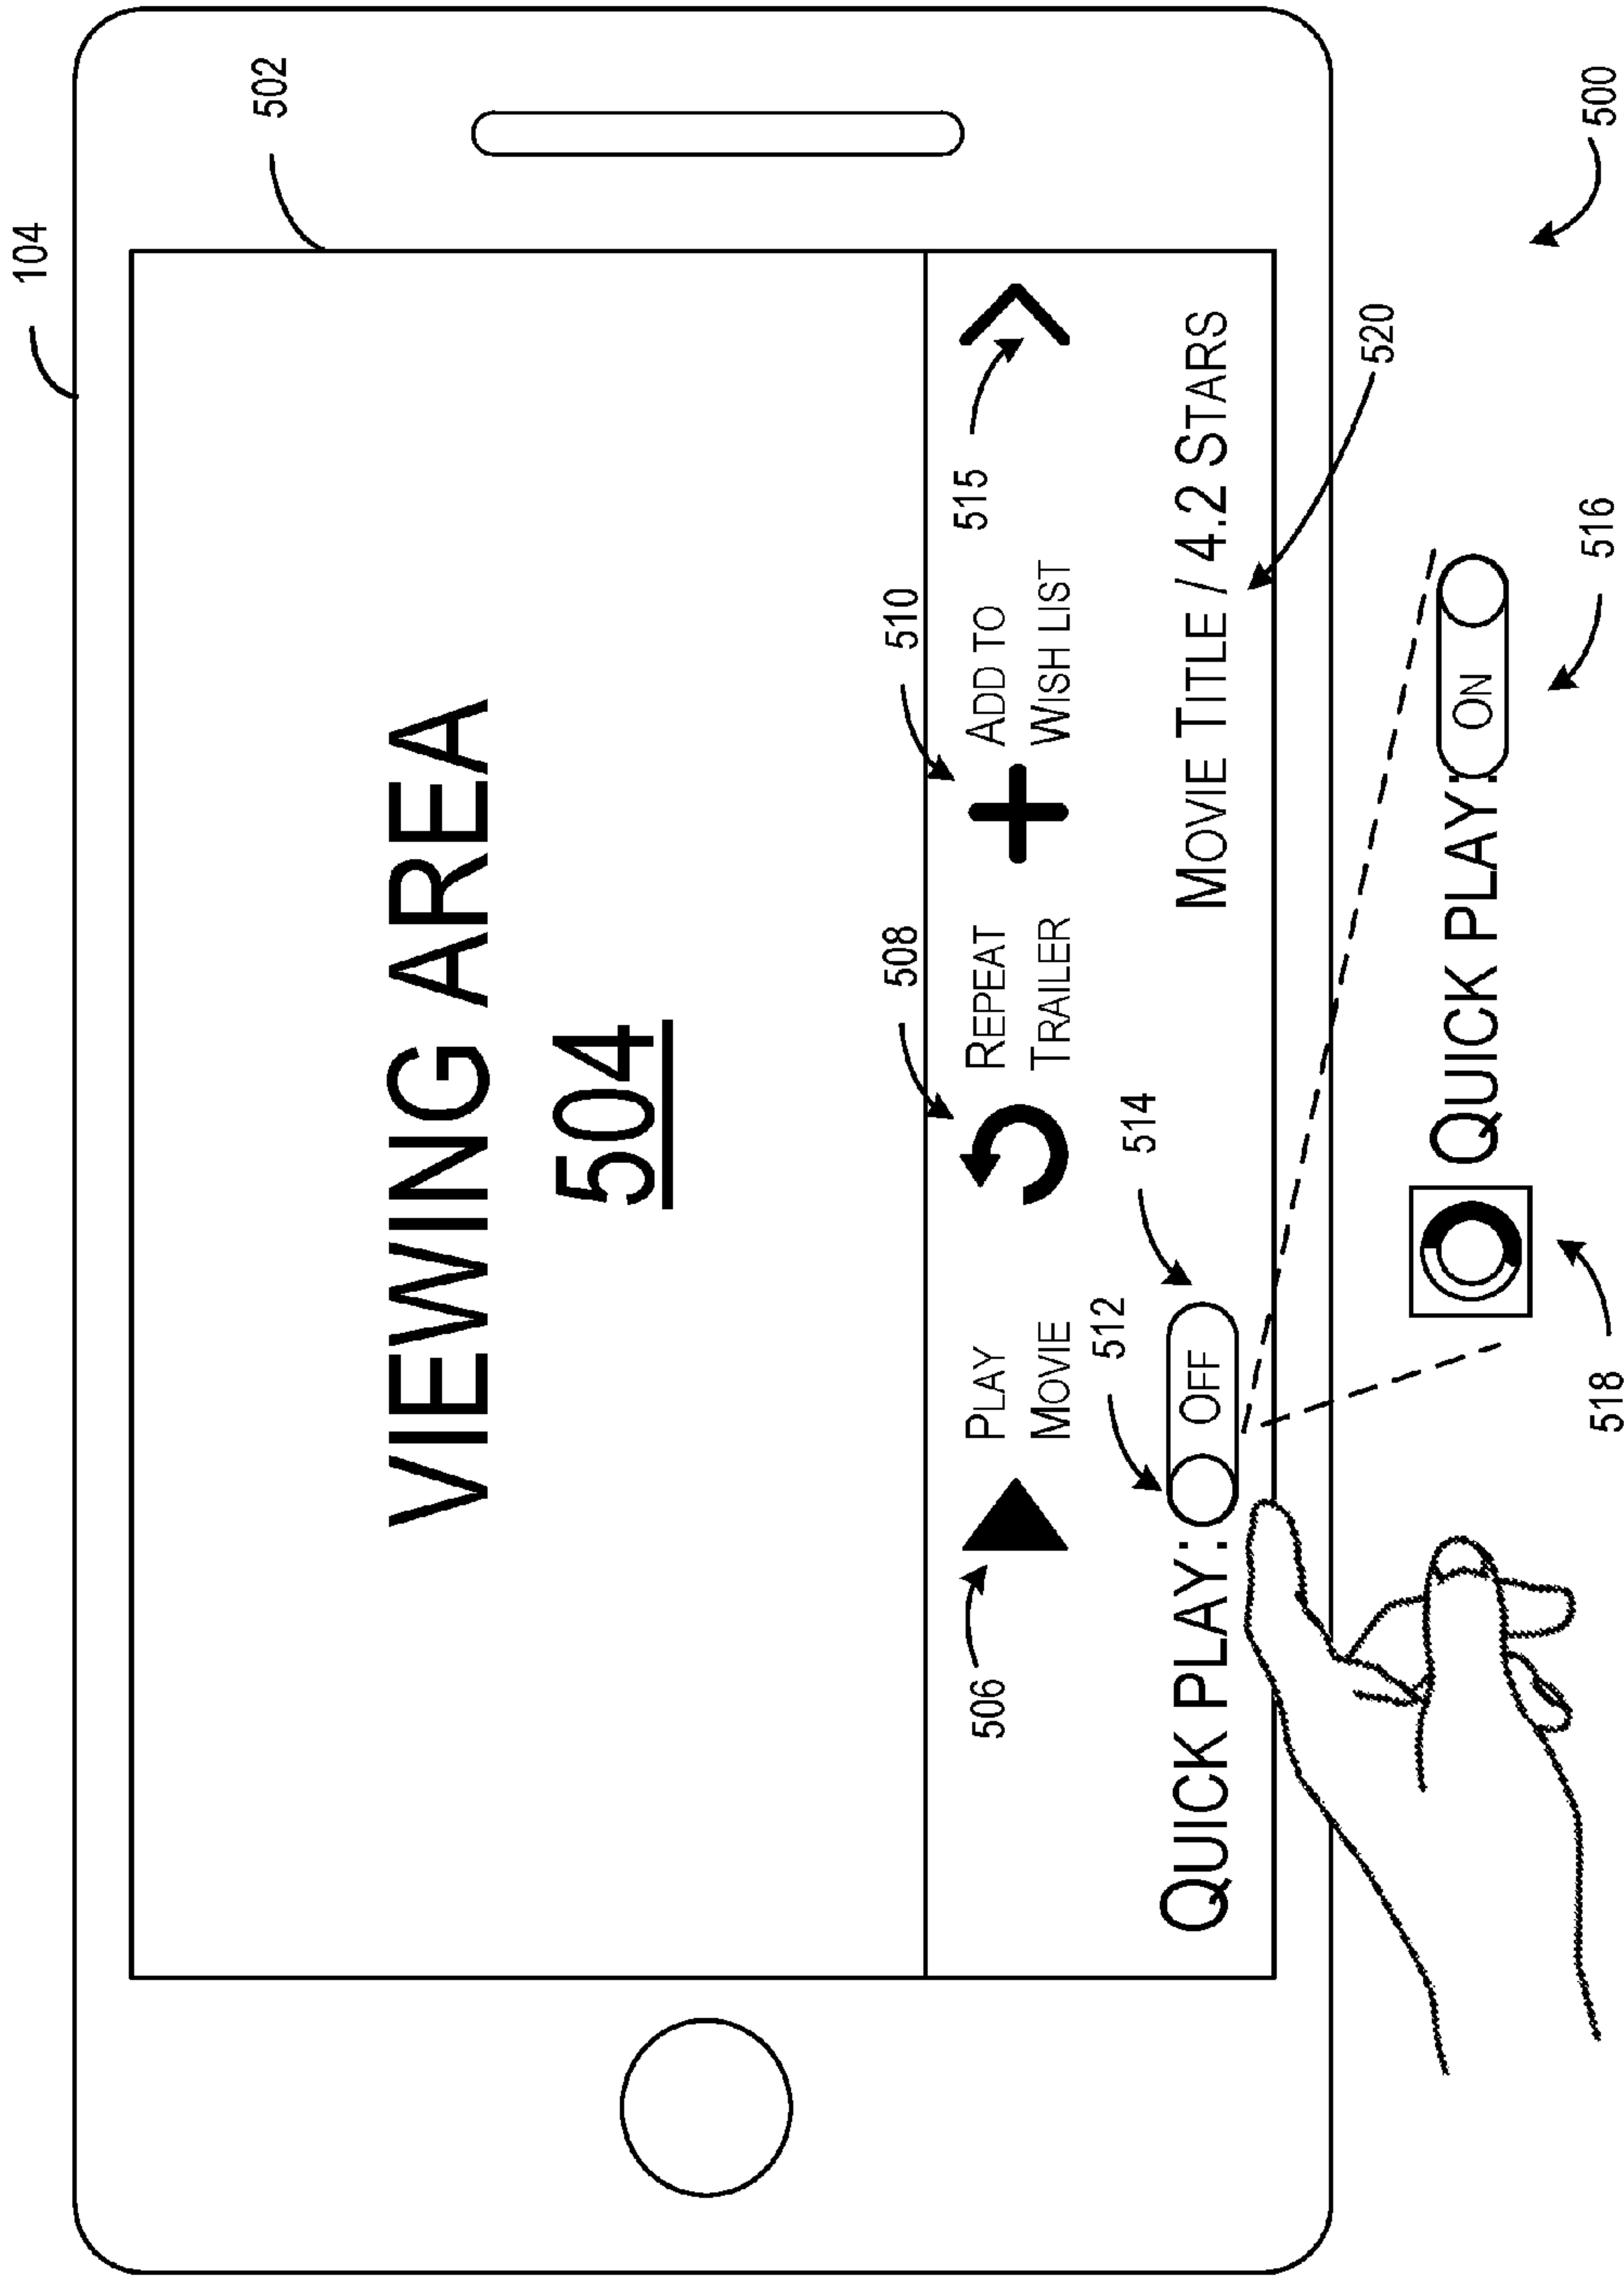 104
502
VIEWING AREA
504
506
PLAY
MOVIE
508
REPEAT
TRAILER
510
ADD TO
WISH LIST
515
512
514
QUICK PLAY: OFF
MOVIE TITLE / 4.2 STARS
520
518
QUICK PLAY: ON
516
500